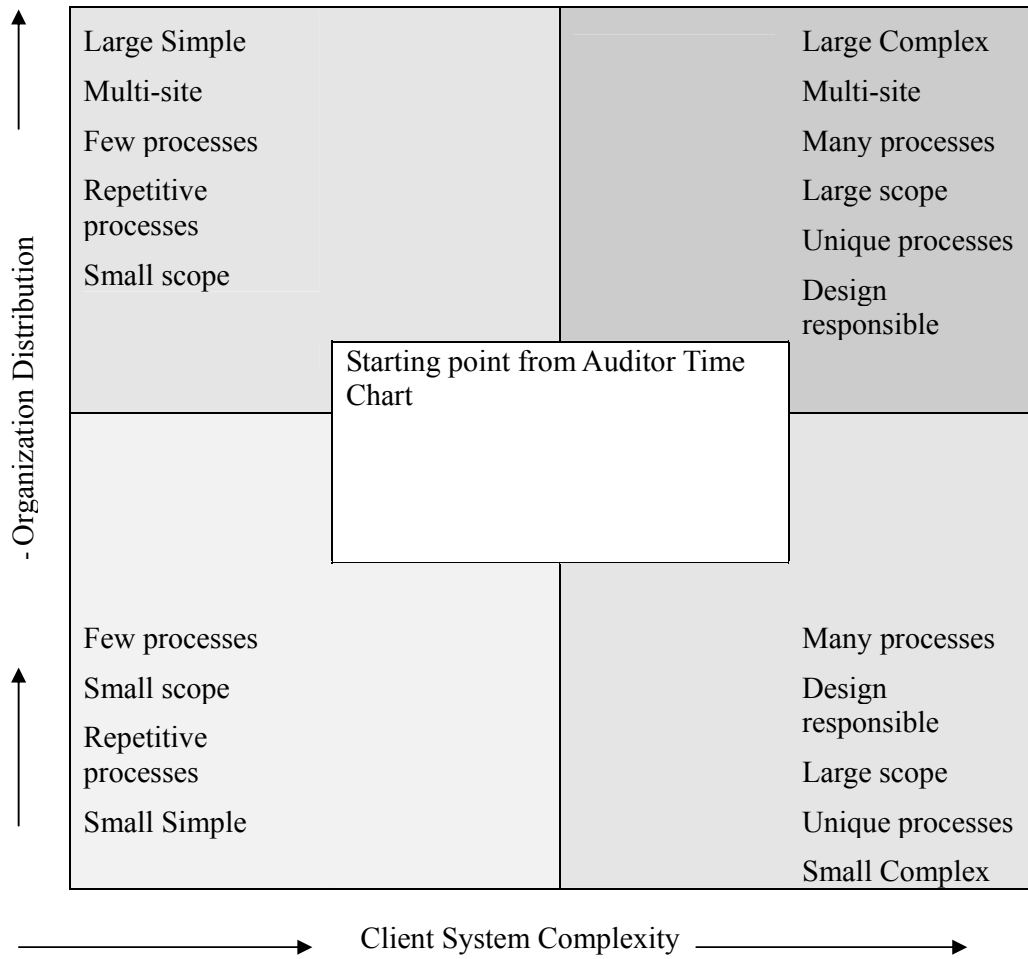 Large Simple
Multi-site
Few processes
Repetitive
processes
Small scope
Large Complex
Multi-site
Many processes
Large scope
Unique processes
Design
responsible
- Organization Distribution
Starting point from Auditor Time
Chart
Few processes
Small scope
Repetitive
processes
Small Simple
Many processes
Design
responsible
Large scope
Unique processes
Small Complex
Client System Complexity